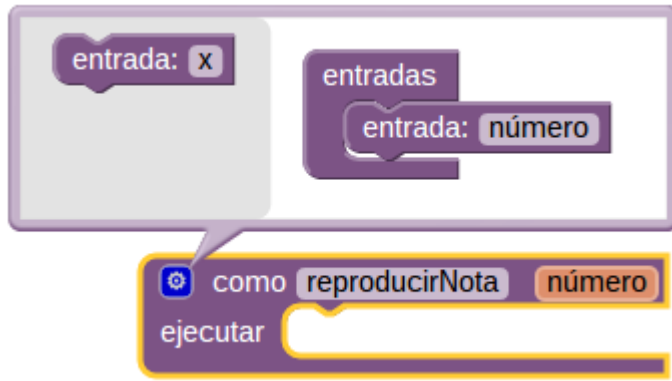 entrada: x
entradas
entrada: número
como reproducirNota número
ejecutar